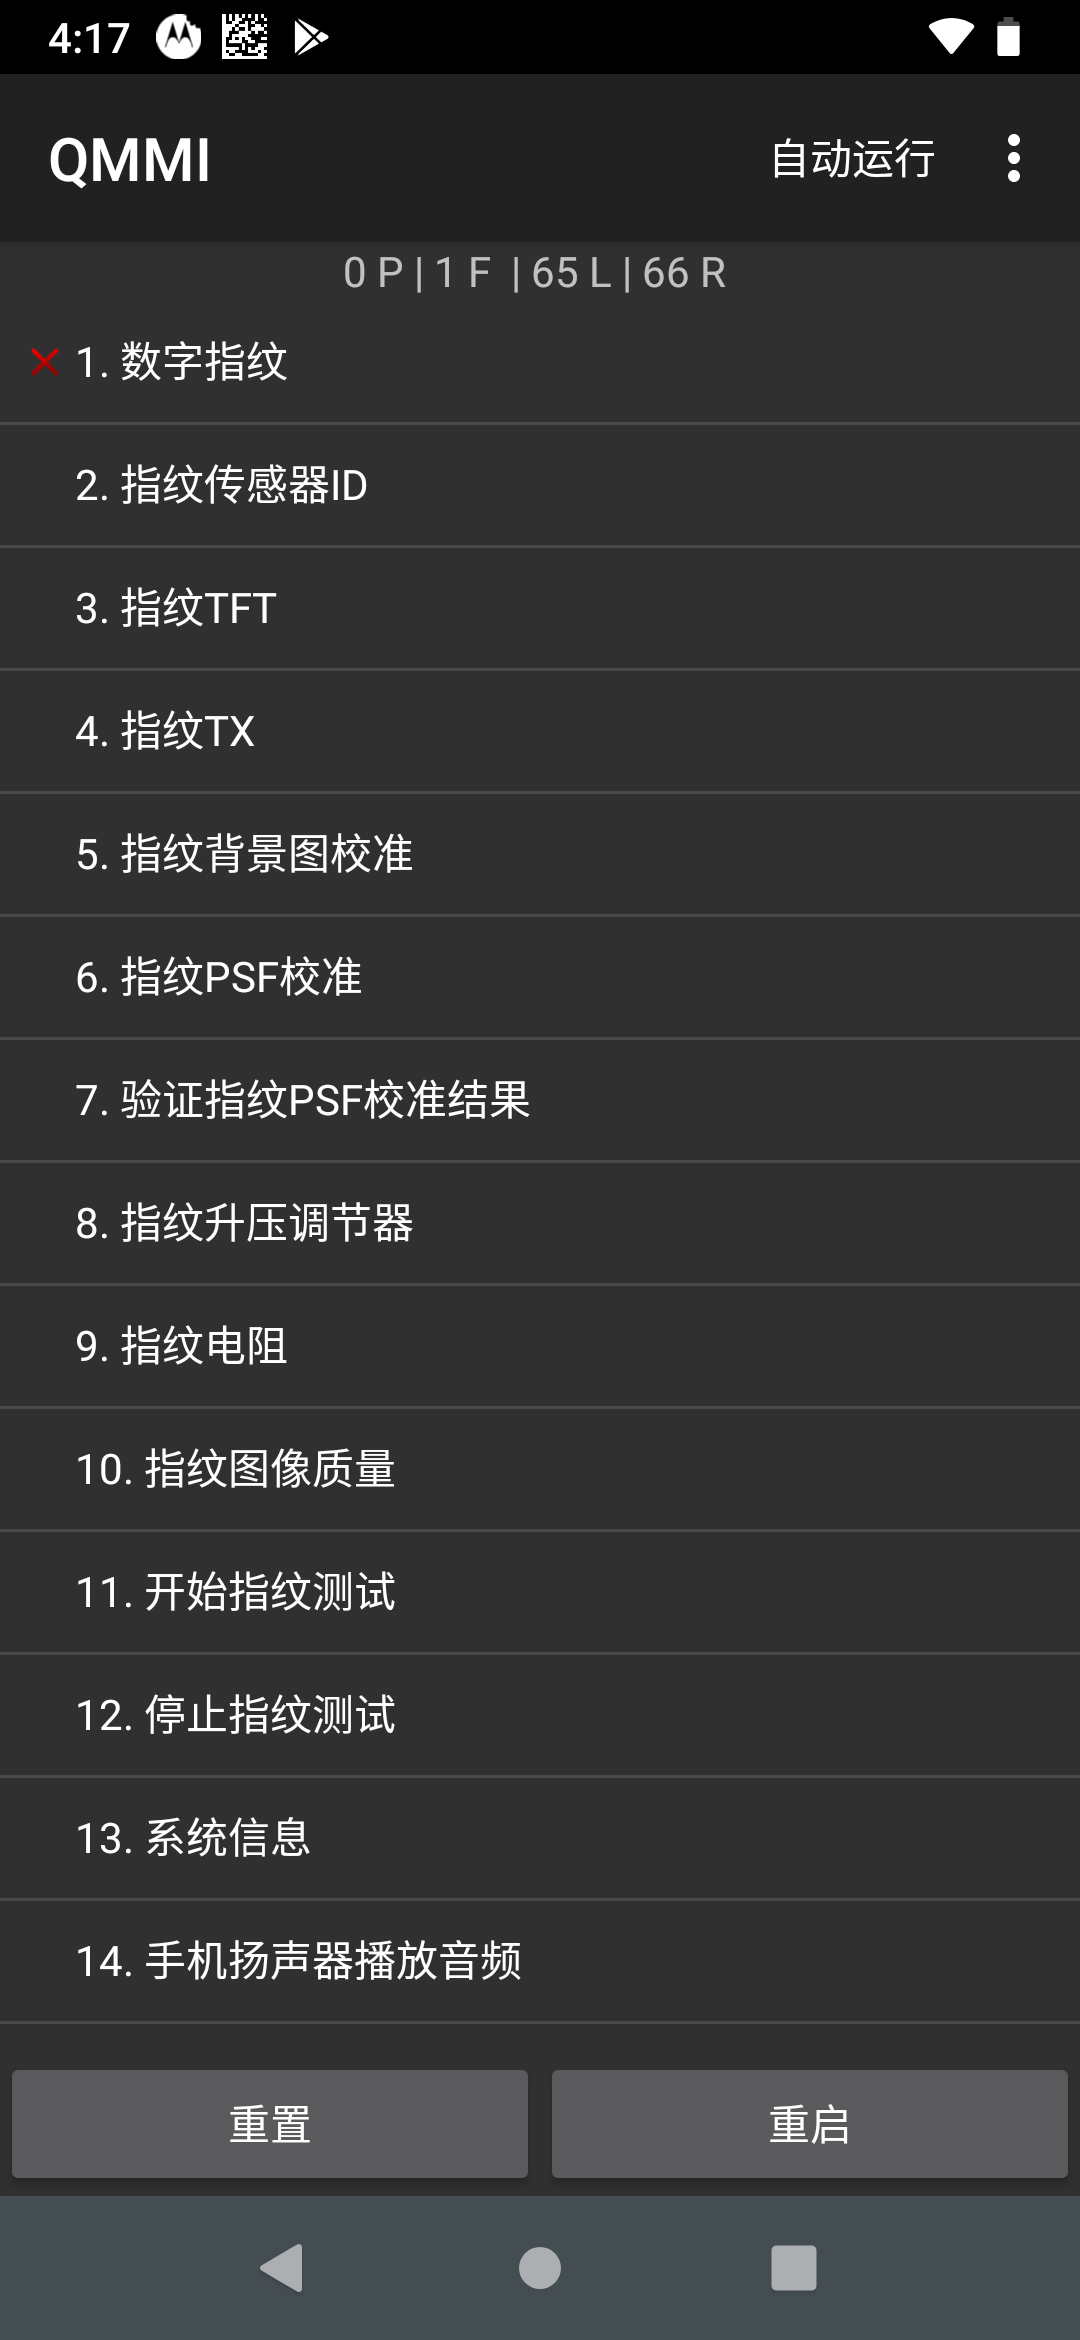 4:17
QMMI
自动运行
0 P | 1 F | 65 L | 66 R
1. 数字指纹
2. 指纹传感器ID
3. 指纹TFT
4. 指纹TX
5. 指纹背景图校准
6. 指纹PSF校准
7. 验证指纹PSF校准结果
8. 指纹升压调节器
9. 指纹电阻
10. 指纹图像质量
11. 开始指纹测试
12. 停止指纹测试
13. 系统信息
14. 手机扬声器播放音频
重置
重启